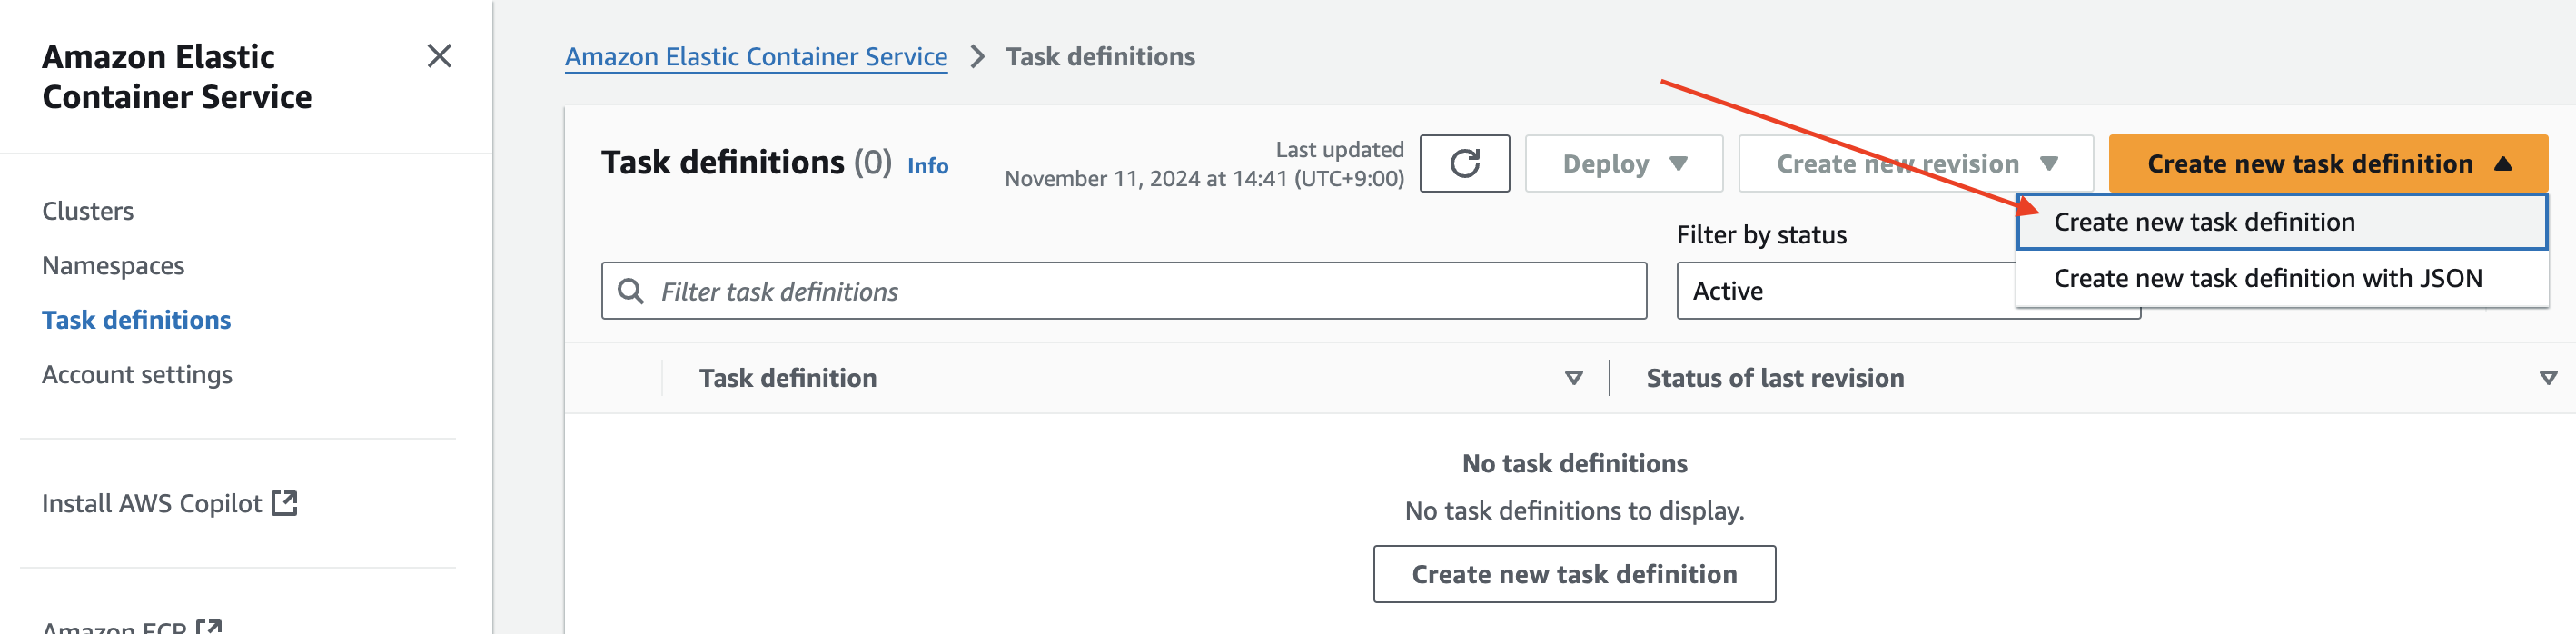 Amazon Elastic
Container Service
Clusters
Namespaces
Task definitions
Account settings
Install AWS Copilot
Amazon ECR
Amazon Elastic Container Service > Task definitions
Task definitions (0) Info
Last updated
November 11, 2024 at 14:41 (UTC+9:00)
Deploy
Create new revision
Create new task definition
Create new task definition
Create new task definition with JSON
Filter by status
Filter task definitions
Active
Task definition
Status of last revision
No task definitions
No task definitions to display.
Create new task definition